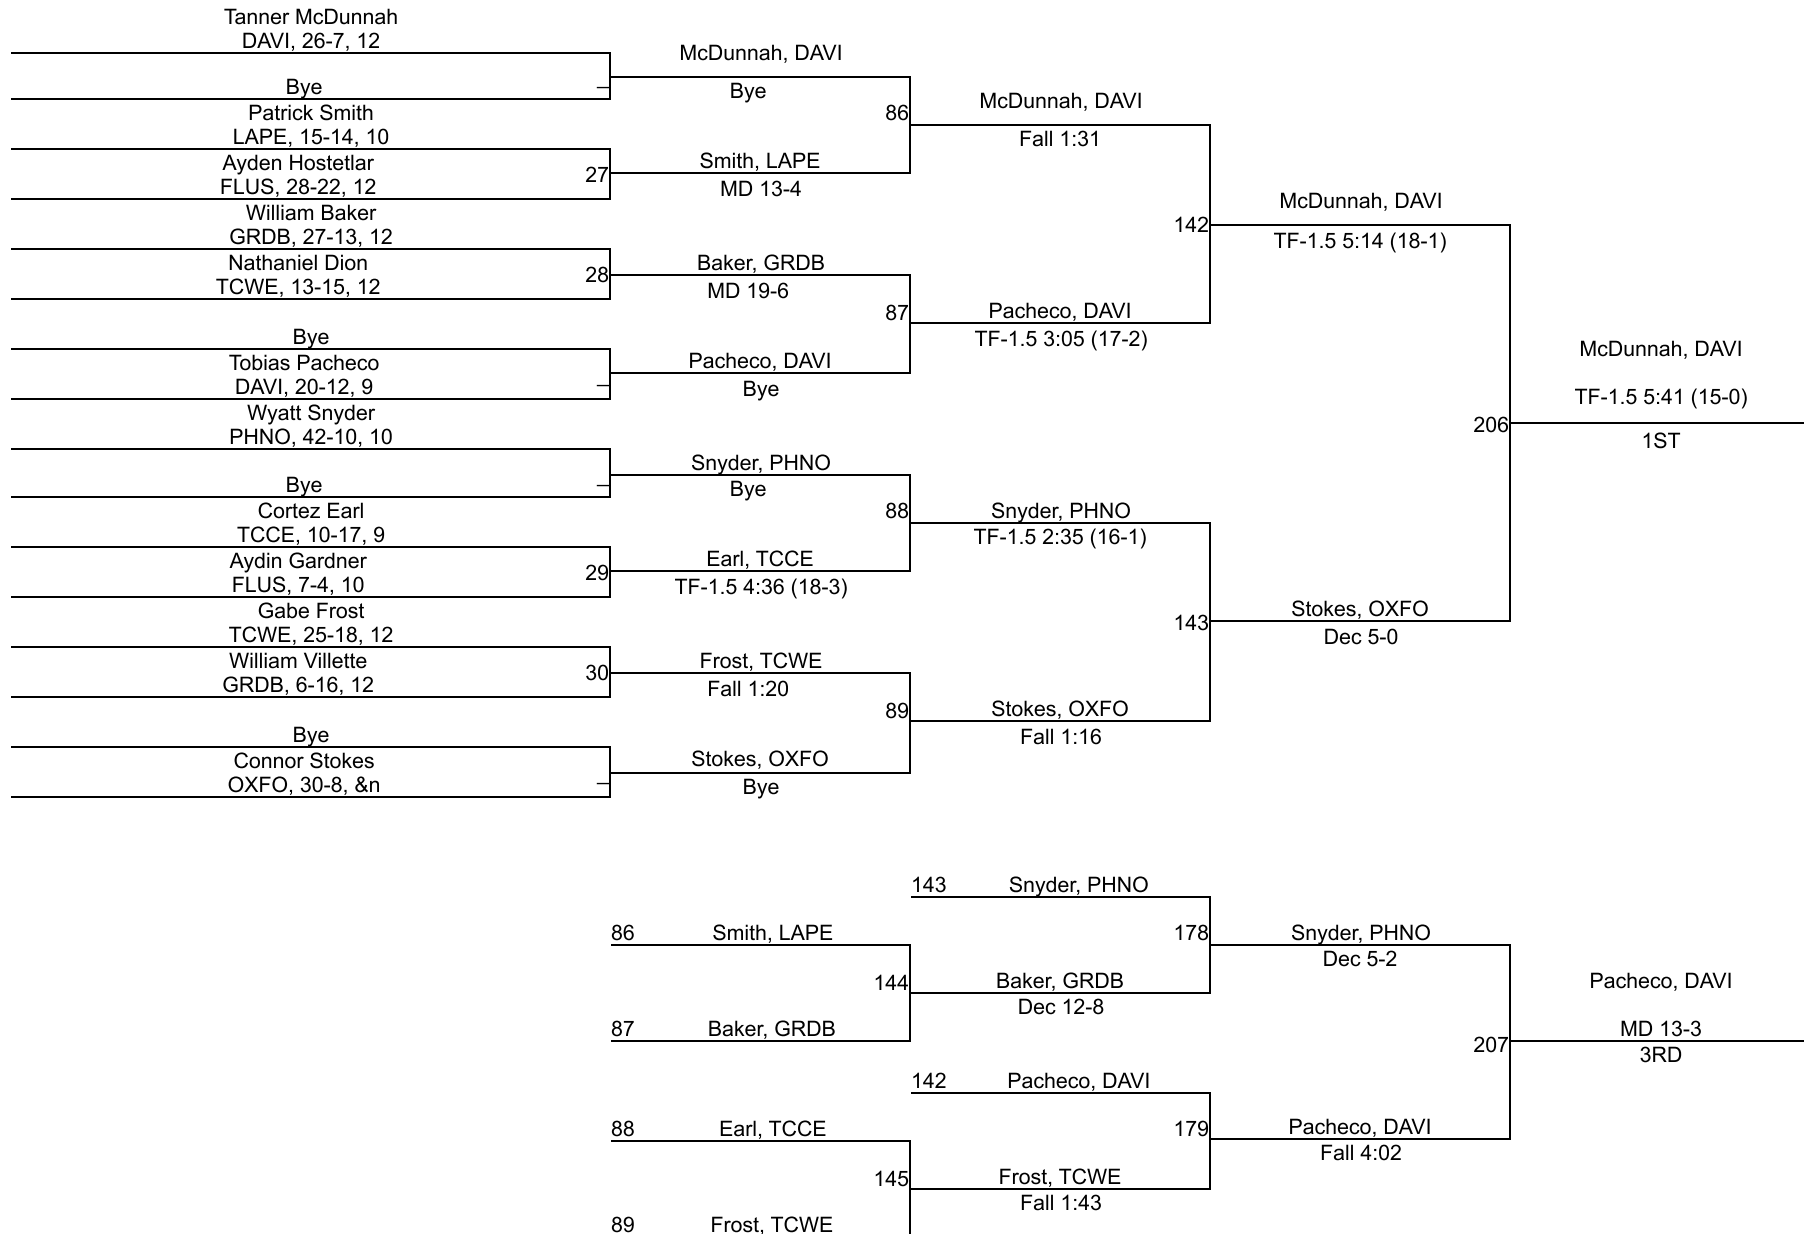 Tanner McDunnah
DAVI, 26-7, 12
Bye
–
Patrick Smith
LAPE, 15-14, 10
Ayden Hostetlar
FLUS, 28-22, 12
27
William Baker
GRDB, 27-13, 12
Nathaniel Dion
TCWE, 13-15, 12
28
Bye
Tobias Pacheco
DAVI, 20-12, 9
–
Wyatt Snyder
PHNO, 42-10, 10
Bye
–
Cortez Earl
TCCE, 10-17, 9
Aydin Gardner
FLUS, 7-4, 10
29
Gabe Frost
TCWE, 25-18, 12
William Villette
GRDB, 6-16, 12
30
Bye
Connor Stokes
OXFO, 30-8, &n
–
McDunnah, DAVI
Bye
86
Smith, LAPE
MD 13-4
Baker, GRDB
MD 19-6
87
Pacheco, DAVI
Bye
Snyder, PHNO
Bye
88
Earl, TCCE
TF-1.5 4:36 (18-3)
Frost, TCWE
Fall 1:20
89
Stokes, OXFO
Bye
McDunnah, DAVI
Fall 1:31
142
Pacheco, DAVI
TF-1.5 3:05 (17-2)
Snyder, PHNO
TF-1.5 2:35 (16-1)
143
Stokes, OXFO
Fall 1:16
McDunnah, DAVI
TF-1.5 5:14 (18-1)
206
Stokes, OXFO
Dec 5-0
McDunnah, DAVI
TF-1.5 5:41 (15-0)
1ST
86 Smith, LAPE
144
87 Baker, GRDB
88 Earl, TCCE
145
89 Frost, TCWE
143 Snyder, PHNO
178
Baker, GRDB
Dec 12-8
142 Pacheco, DAVI
179
Frost, TCWE
Fall 1:43
Snyder, PHNO
Dec 5-2
207
Pacheco, DAVI
Fall 4:02
Pacheco, DAVI
MD 13-3
3RD